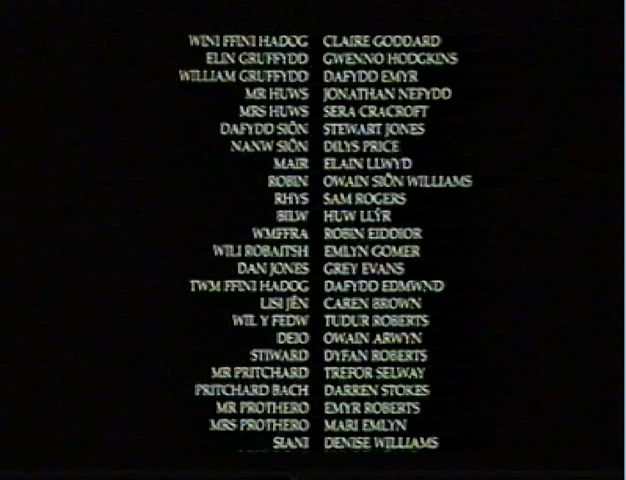 WINI FFINI HADOG CLAIRE GODDARD
ELIN GRUFFYDD GWENNO HODGKINS
WILLIAM GRUFFYDD DAFYDD EMYR
MR HUWS JONATHAN NEFYDD
MRS HUWS SERA CRACROFT
DAFYDD SIÔN STEWART JONES
NANW SIÔN DILYS PRICE
MAIR ELAIN LLWYD
ROBIN OWAIN SIÔN WILLIAMS
RHYS SAM ROGERS
BILW HUW LLŶR
WMFFRA ROBIN EIDDIOR
WILI ROBAITSH EMLYN GOMER
DAN JONES GREY EVANS
TWM FFINI HADOG DAFYDD EDMWND
LISI JÊN CAREN BROWN
WIL Y FEDW TUDUR ROBERTS
DEIO OWAIN ARWYN
STIWARD DYFAN ROBERTS
MR PRITCHARD TREFOR SELWAY
PRITCHARD BACH DARREN STOKES
MR PROTHERO EMYR ROBERTS
MRS PROTHERO MARI EMLYN
SIANI DENISE WILLIAMS